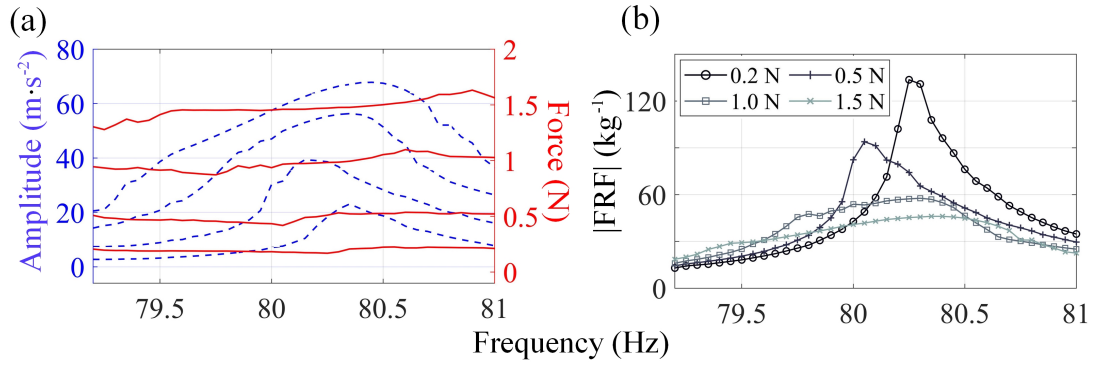 (a)
Amplitude (m·s⁻²)
80
60
40
20
0
2
1.5
1
0.5
0
Force (N)
79.5
80
80.5
81
(b)
|FRF| (kg⁻¹)
120
60
0
0.2 N
0.5 N
1.0 N
1.5 N
79.5
80
80.5
81
Frequency (Hz)